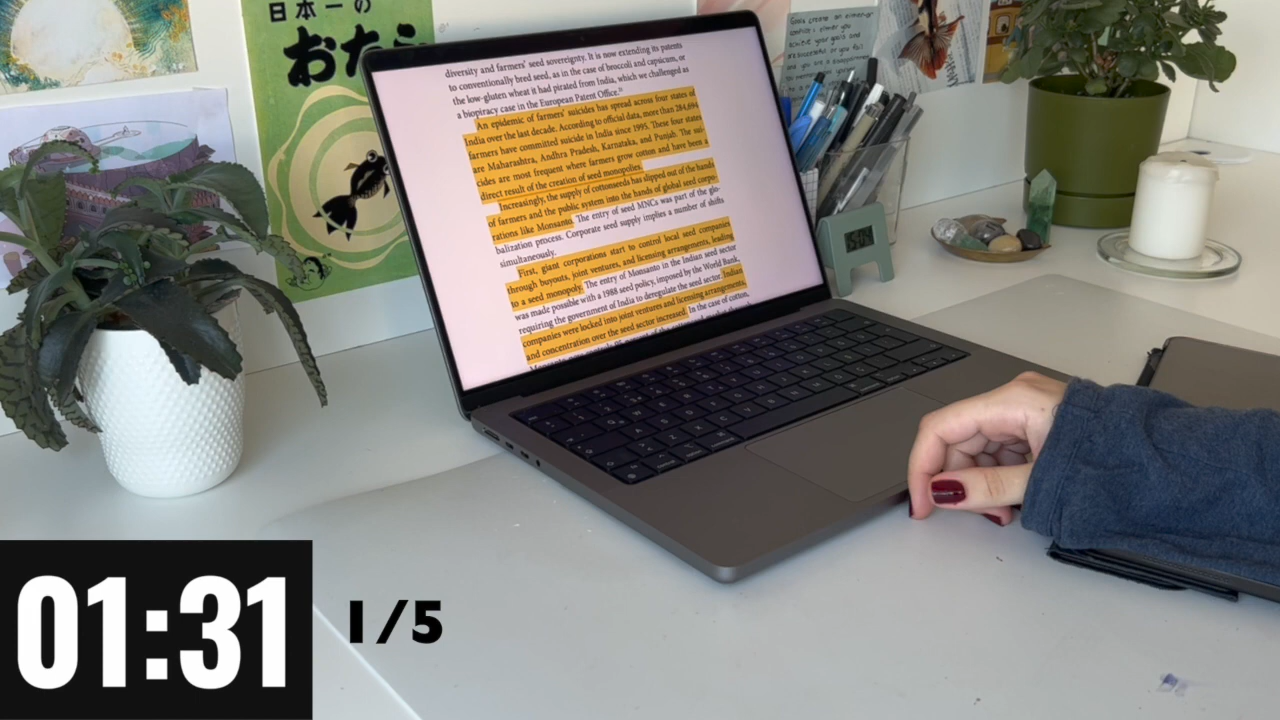 日本一の
おたふ
diversity and farmers' seed sovereignty. It is now extending its patents
to conventionally bred seed, as in the case of broccoli and capsicum, or
the low-gluten wheat it had pirated from India, which we challenged as
a biopiracy case in the European Patent Office.
An epidemic of farmers' suicides has spread across four states of
India over the last decade. According to official data, more than 284,694
farmers have committed suicide in India since 1995. These four states
are Maharashtra, Andhra Pradesh, Karnataka, and Punjab. The sui-
cides are most frequent where farmers grow cotton and have been a
direct result of the creation of seed monopolies.
Increasingly, the supply of cottonseeds has slipped out of the hands
of farmers and the public system into the hands of global seed corpo-
rations like Monsanto. The entry of seed MNCs was part of the glo-
balization process. Corporate seed supply implies a number of shifts
simultaneously.
First, giant corporations start to control local seed companies
through buyouts, joint ventures, and licensing arrangements, leading
to a seed monopoly. The entry of Monsanto in the Indian seed sector
was made possible with a 1988 seed policy, imposed by the World Bank,
requiring the government of India to deregulate the seed sector. Indian
companies were locked into joint ventures and licensing arrangements,
and concentration over the seed sector increased. In the case of cotton,
01:31
1/5